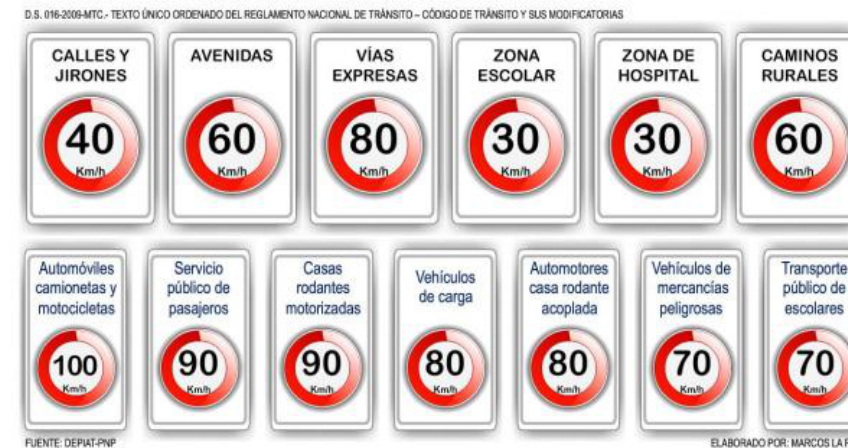 D.S. 016-2009-MTC.- TEXTO ÚNICO ORDENADO DEL REGLAMENTO NACIONAL DE TRÁNSITO – CÓDIGO DE TRÁNSITO Y SUS MODIFICATORIAS
CALLES Y
JIRONES
40
Km/h
AVENIDAS
60
Km/h
VÍAS
EXPRESAS
80
Km/h
ZONA
ESCOLAR
30
Km/h
ZONA DE
HOSPITAL
30
Km/h
CAMINOS
RURALES
60
Km/h
Automóviles
camionetas y
motocicletas
100
Km/h
Servicio
público de
pasajeros
90
Km/h
Casas
rodantes
motorizadas
90
Km/h
Vehículos
de carga
80
Km/h
Automotores
casa rodante
acoplada
80
Km/h
Vehículos de
mercancías
peligrosas
70
Km/h
Transporte
público de
escolares
70
Km/h
FUENTE: DEPIAT-PNP
ELABORADO POR: MARCOS LA